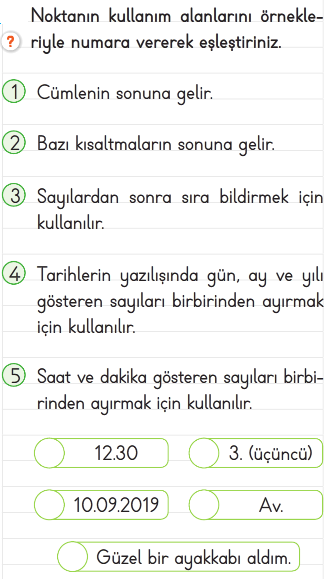 Noktanın kullanım alanlarını örnekle-
? riyle numara vererek eşleştiriniz.
1 Cümlenin sonuna gelir.
2 Bazı kısaltmaların sonuna gelir.
3 Sayılardan sonra sıra bildirmek için
kullanılır.
4 Tarihlerin yazılışında gün, ay ve yılı
gösteren sayıları birbirinden ayırmak
için kullanılır.
5 Saat ve dakika gösteren sayıları birbi-
rinden ayırmak için kullanılır.
12.30 3. (üçüncü)
10.09.2019 Av.
Güzel bir ayakkabı aldım.